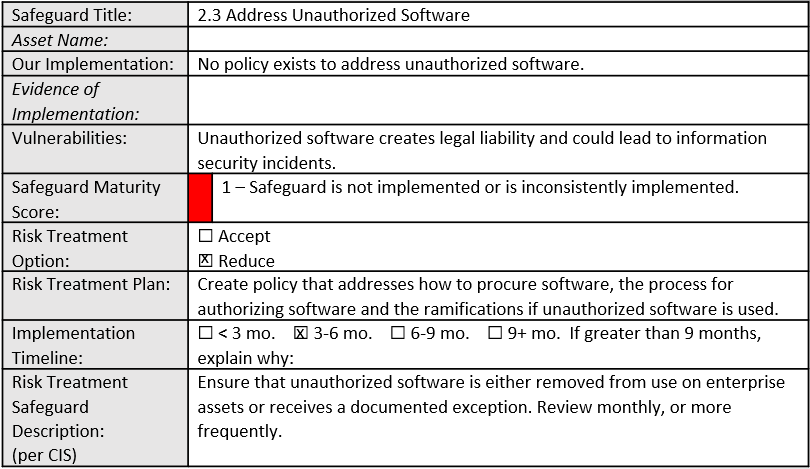 Safeguard Title: 2.3 Address Unauthorized Software
Asset Name:
Our Implementation: No policy exists to address unauthorized software.
Evidence of
Implementation:
Vulnerabilities: Unauthorized software creates legal liability and could lead to information
security incidents.
Safeguard Maturity
Score:
1 – Safeguard is not implemented or is inconsistently implemented.
Risk Treatment
Option:
☐ Accept
☒ Reduce
Risk Treatment Plan: Create policy that addresses how to procure software, the process for
authorizing software and the ramifications if unauthorized software is used.
Implementation
Timeline:
☐ < 3 mo. ☒ 3-6 mo. ☐ 6-9 mo. ☐ 9+ mo. If greater than 9 months,
explain why:
Risk Treatment
Safeguard
Description:
(per CIS)
Ensure that unauthorized software is either removed from use on enterprise
assets or receives a documented exception. Review monthly, or more
frequently.